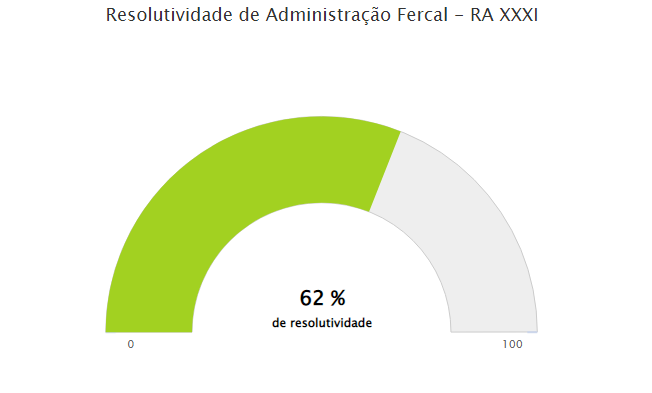 Resolutividade de Administração Fercal - RA XXXI
62 %
de resolutividade
0
100